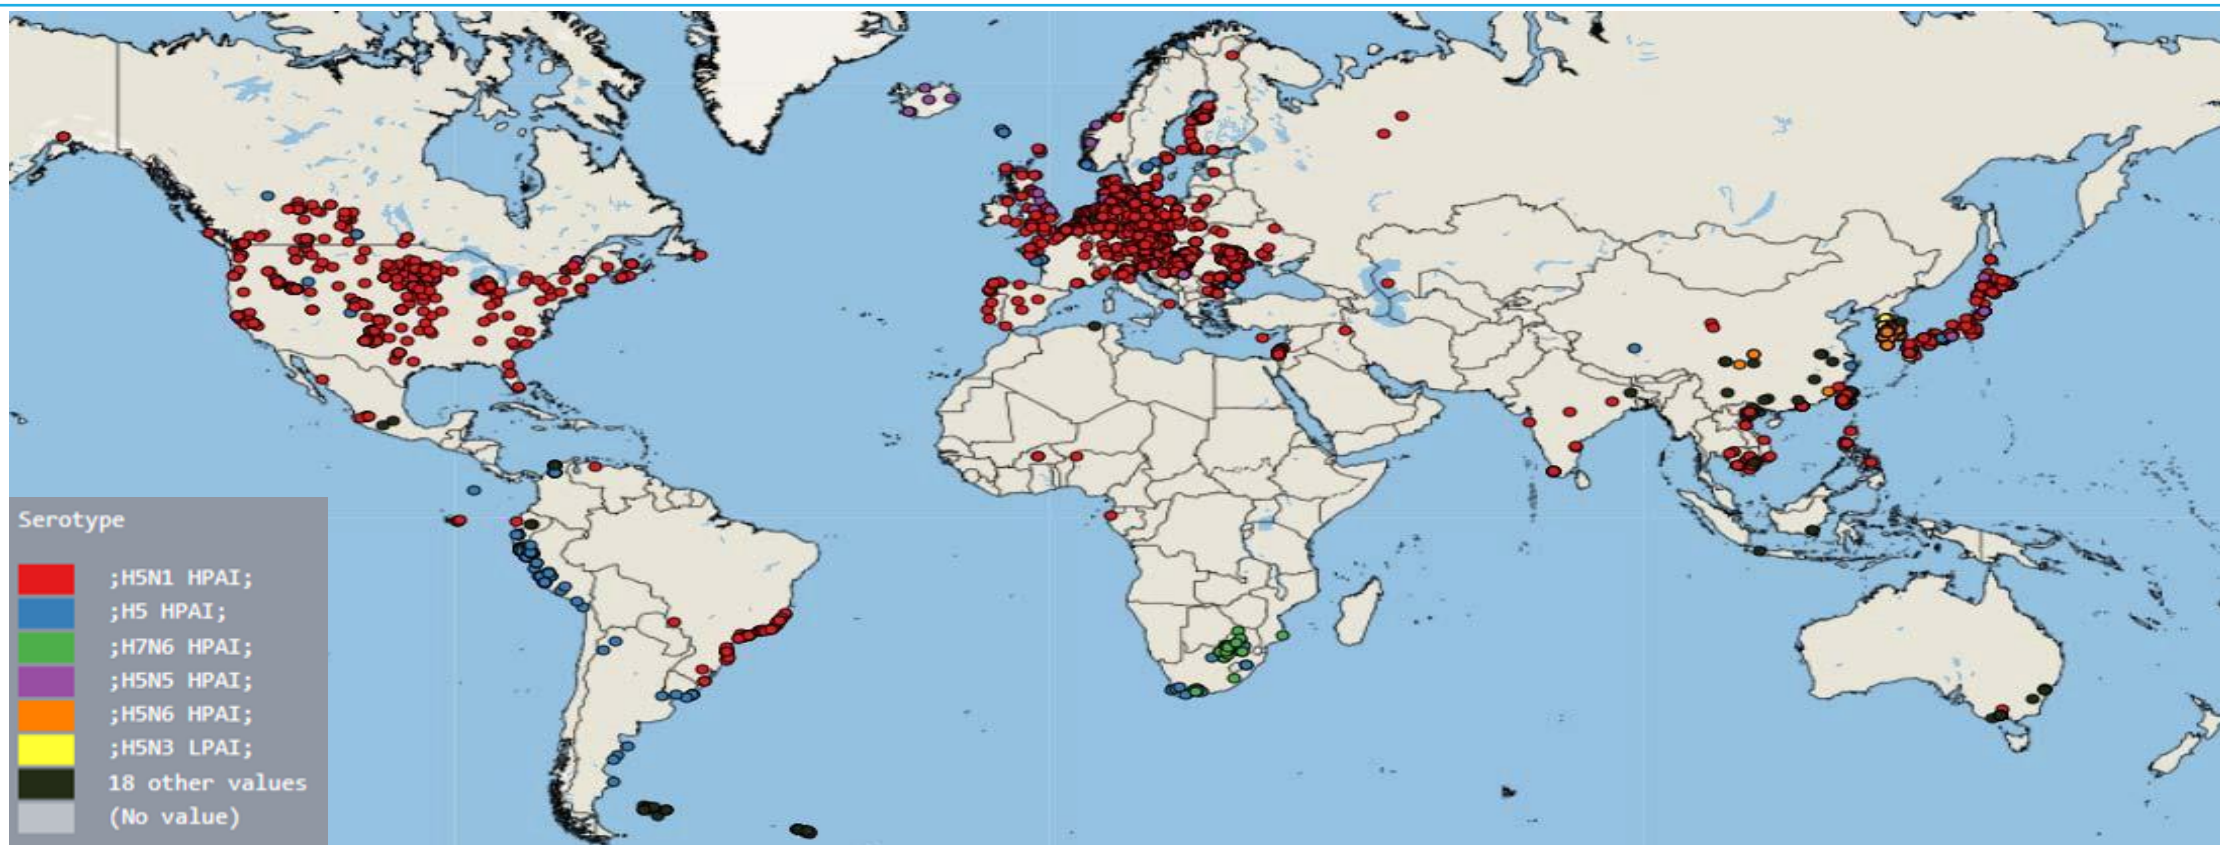 Serotype
;H5N1 HPAI;
;H5 HPAI;
;H7N6 HPAI;
;H5N5 HPAI;
;H5N6 HPAI;
;H5N3 LPAI;
18 other values
(No value)